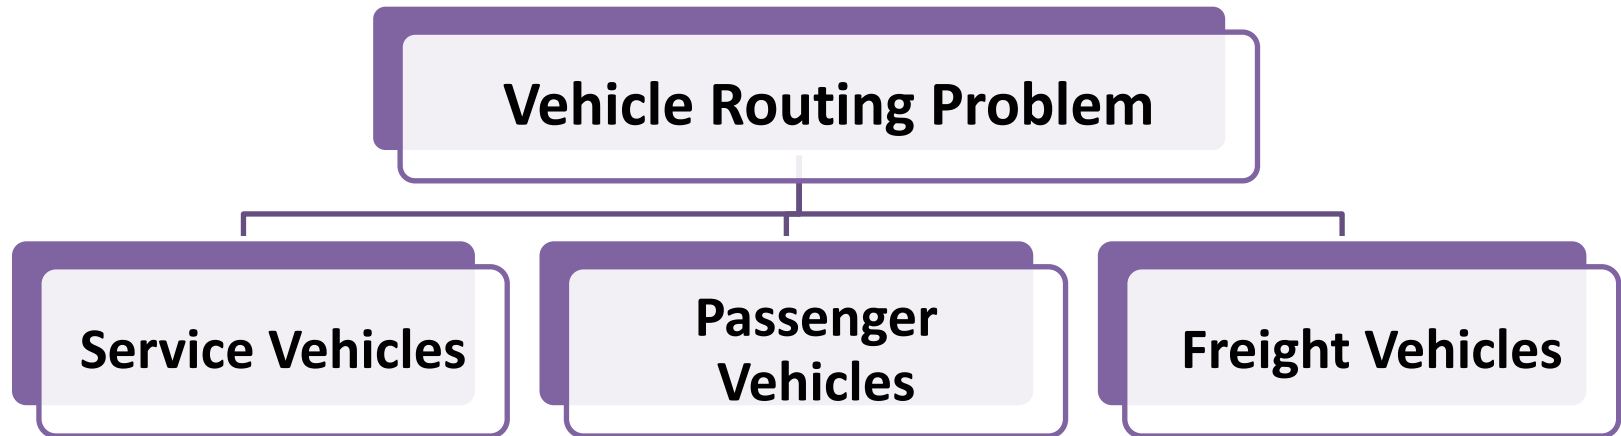 Vehicle Routing Problem
Service Vehicles
Passenger
Vehicles
Freight Vehicles